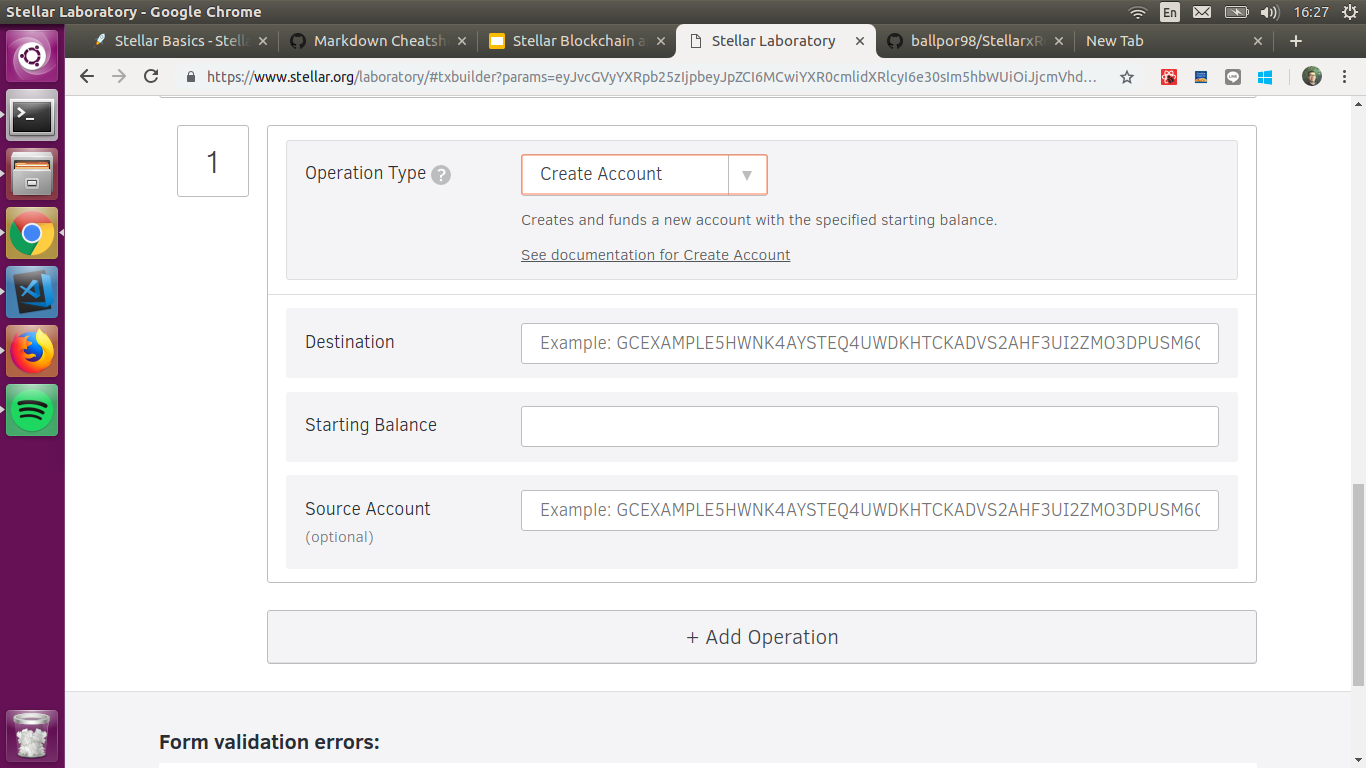 Stellar Laboratory - Google Chrome
En
16:27
Stellar Basics - Stell
Markdown Cheatsh
Stellar Blockchain a
Stellar Laboratory
ballpor98/StellarxR
New Tab
https://www.stellar.org/laboratory/#txbuilder?params=eyJvcGVyYXRpb25zIjpbeyJpZCI6MCwiYXR0cmlidXRlcyI6e30sIm5hbWUiOiJjcmVhd...
1
Operation Type ?
Create Account
Creates and funds a new account with the specified starting balance.
See documentation for Create Account
Destination
Example: GCEXAMPLE5HWNK4AYSTEQ4UWDKHTCKADVS2AHF3UI2ZMO3DPUSM6
Starting Balance
Source Account
Example: GCEXAMPLE5HWNK4AYSTEQ4UWDKHTCKADVS2AHF3UI2ZMO3DPUSM6
(optional)
+ Add Operation
Form validation errors: